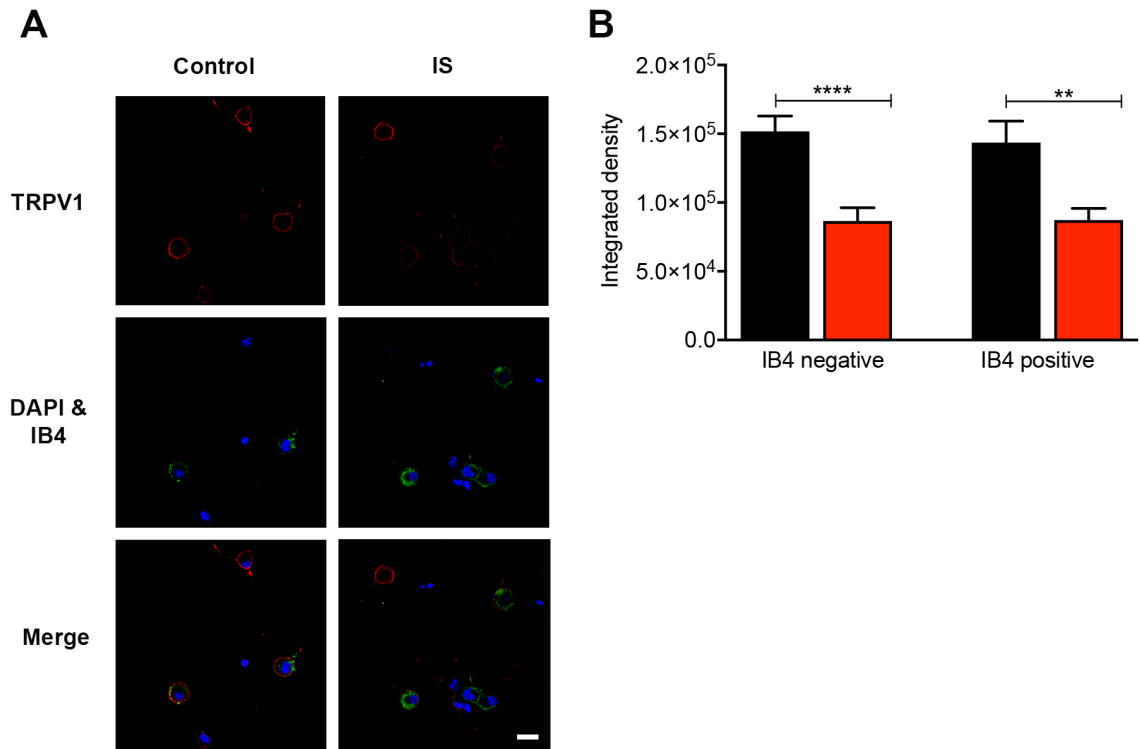 A
Control
IS
TRPV1
DAPI &
IB4
Merge
B
Integrated density
2.0×10⁵
1.5×10⁵
1.0×10⁵
5.0×10⁴
0.0
****
**
IB4 negative
IB4 positive